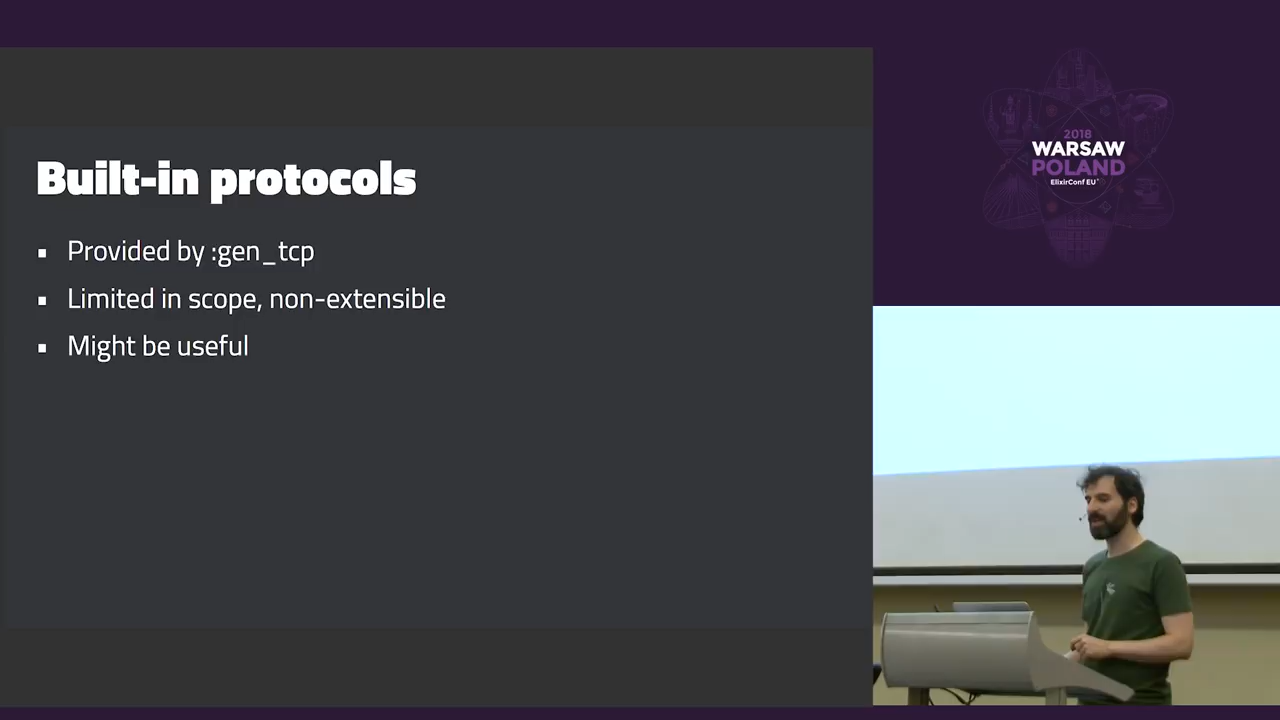 Built-in protocols
▪ Provided by :gen_tcp
▪ Limited in scope, non-extensible
▪ Might be useful
2018
WARSAW
POLAND
ElixirConf EU